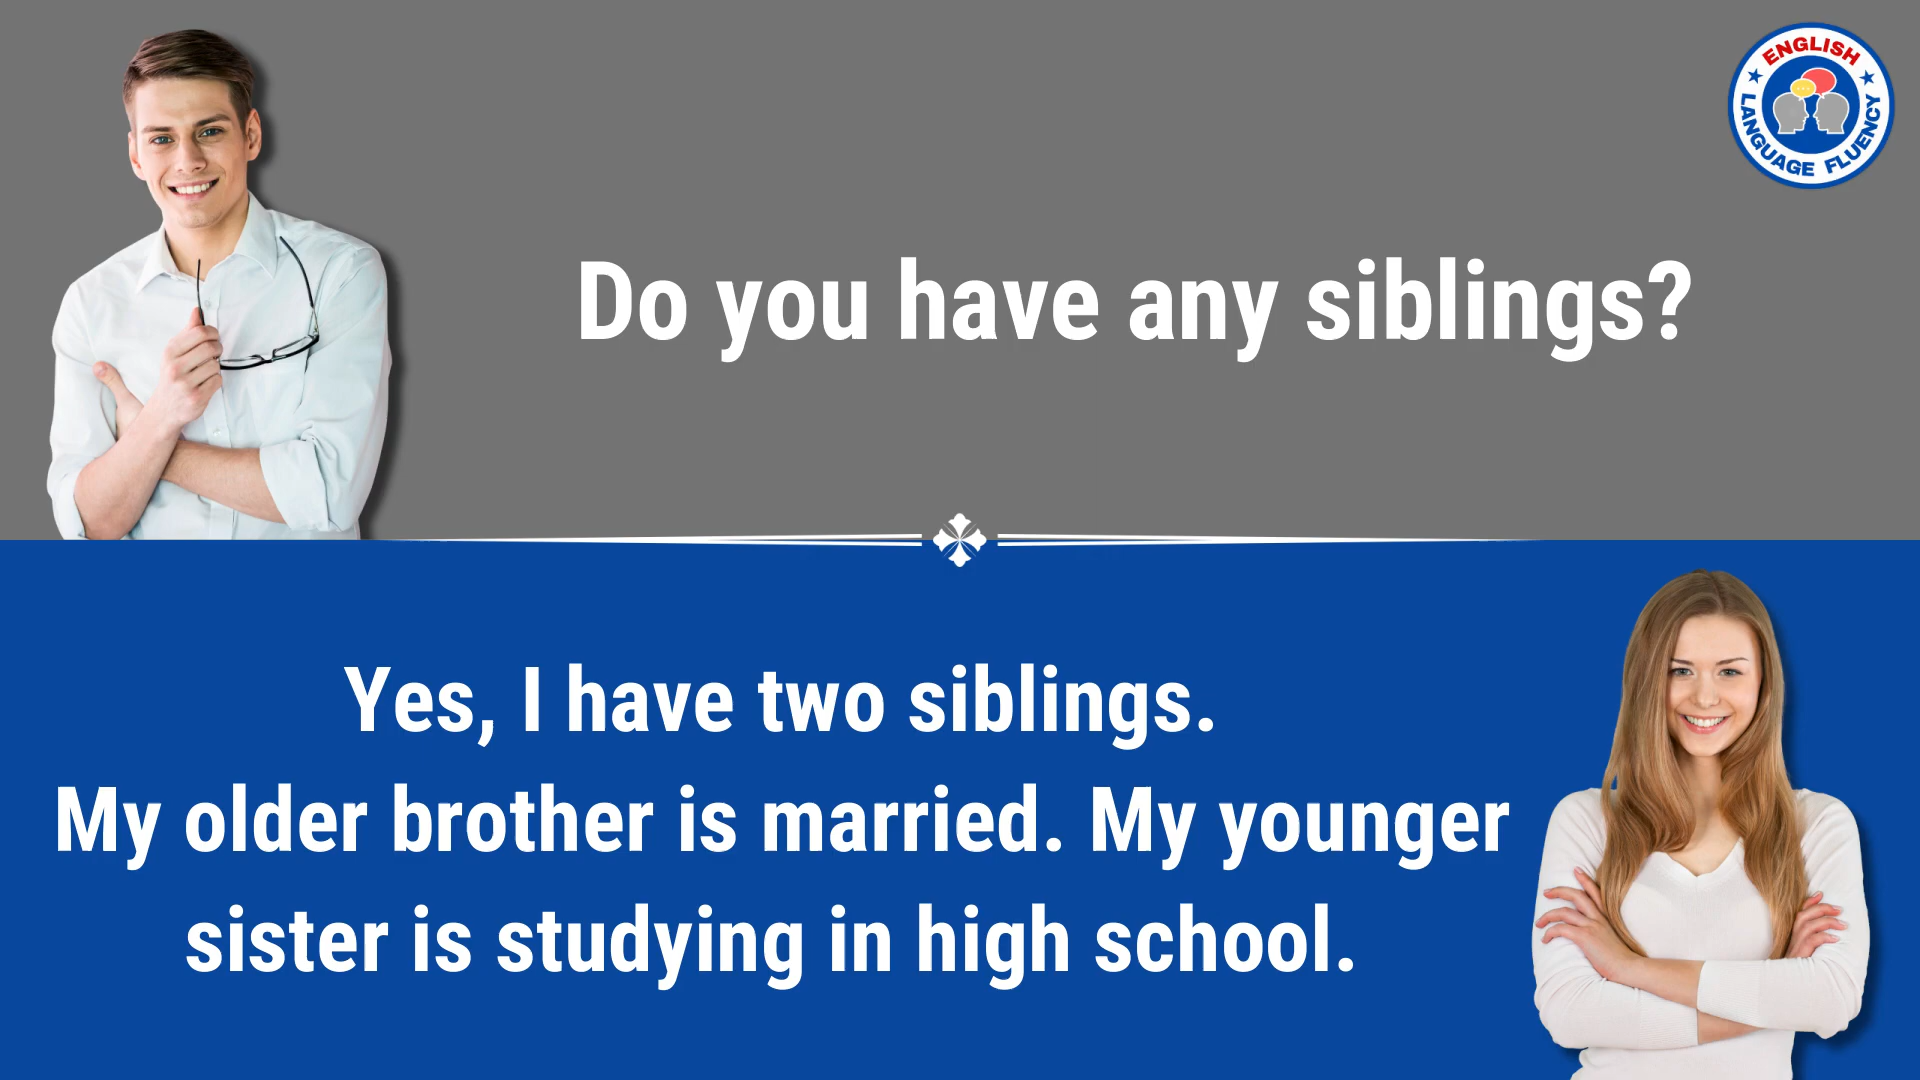 ENGLISH
LANGUAGE FLUENCY
Do you have any siblings?
Yes, I have two siblings.
My older brother is married. My younger
sister is studying in high school.